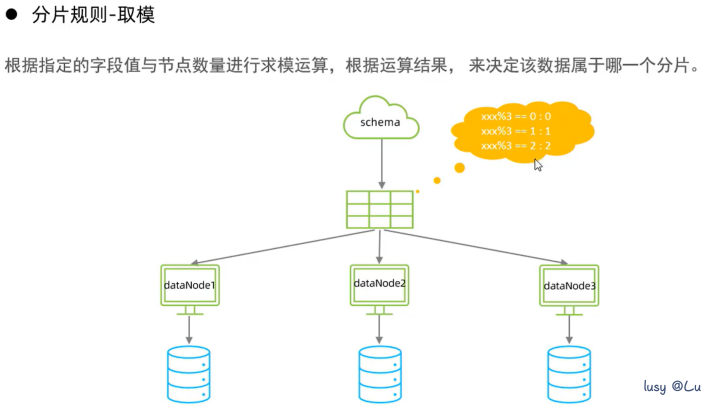 ● 分片规则-取模
根据指定的字段值与节点数量进行求模运算，根据运算结果， 来决定该数据属于哪一个分片。
schema
xxx%3 == 0 : 0
xxx%3 == 1 : 1
xxx%3 == 2 : 2
dataNode1
dataNode2
dataNode3
lusy @Lu